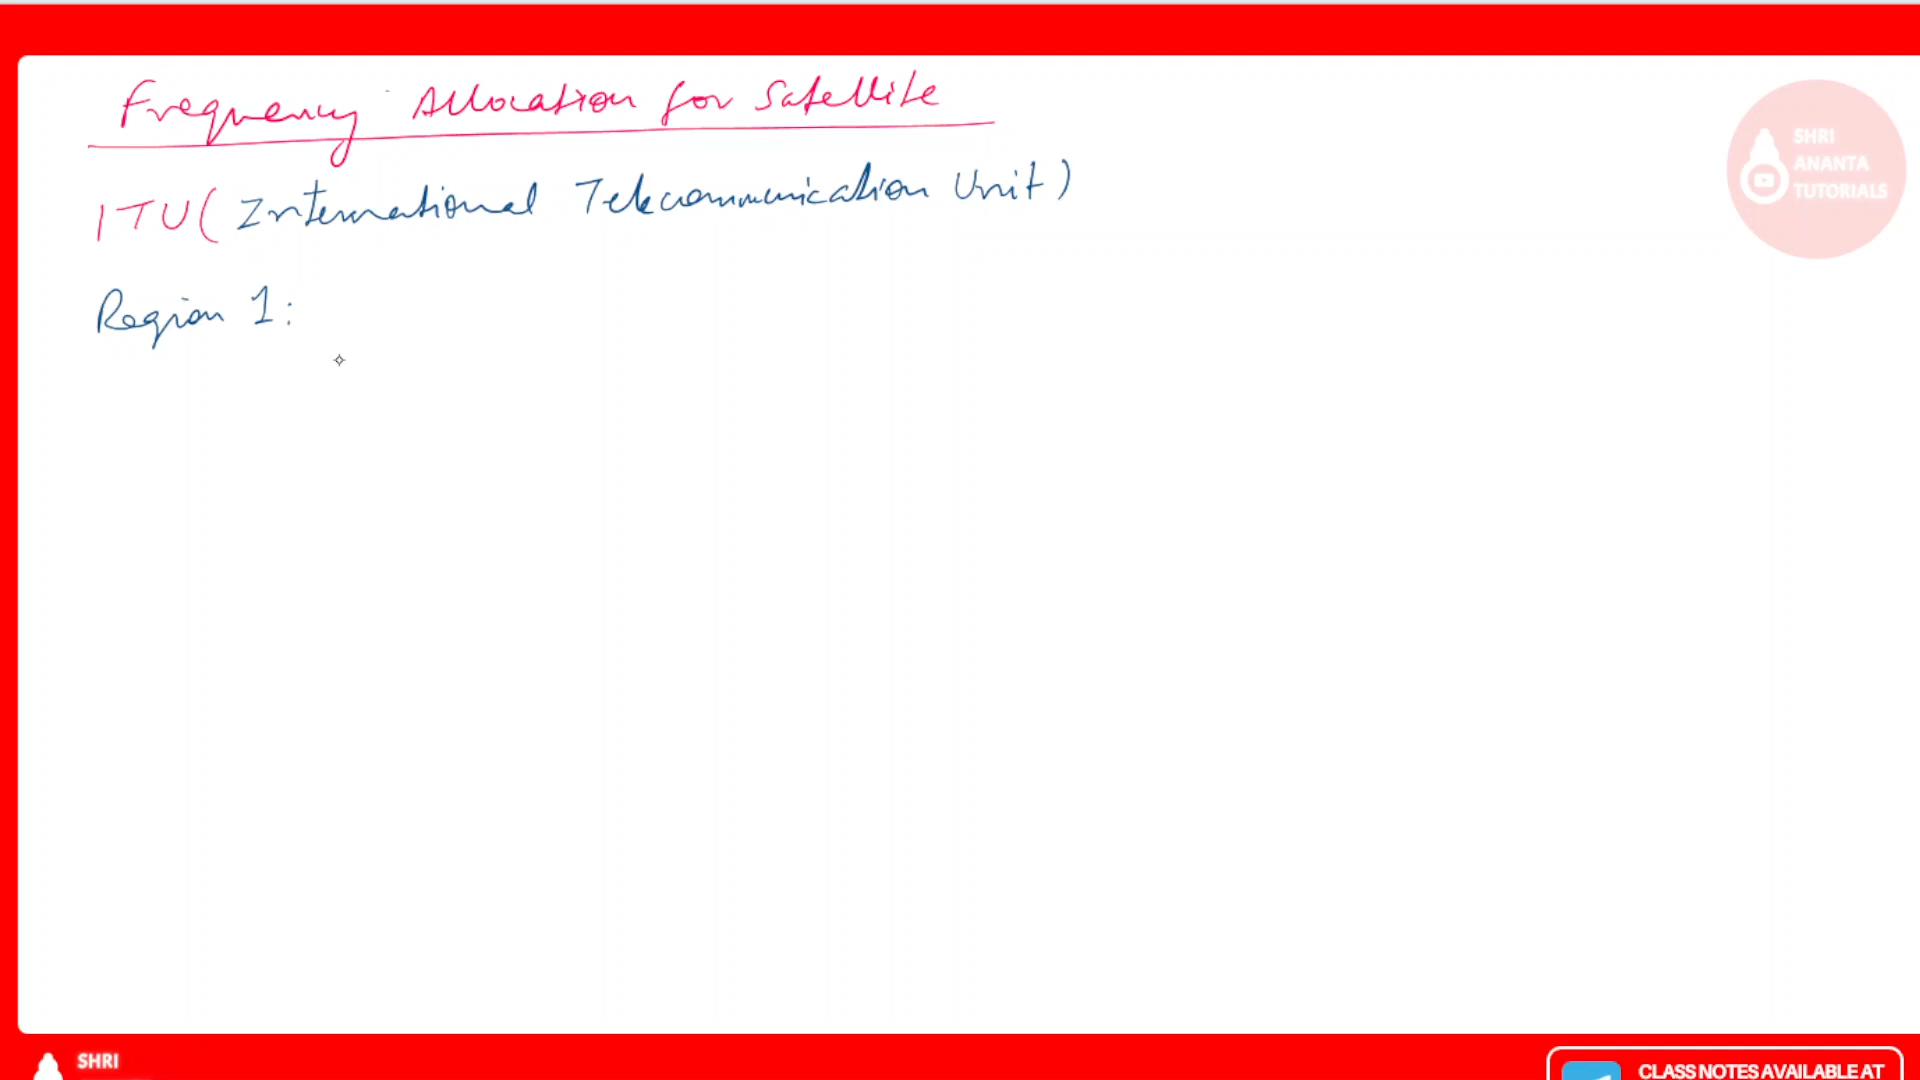 Frequency Allocation for Satellite
ITU( International Telecommunication Unit)
Region 1:
SHRI
ANANTA
TUTORIALS
SHRI
CLASS NOTES AVAILABLE AT